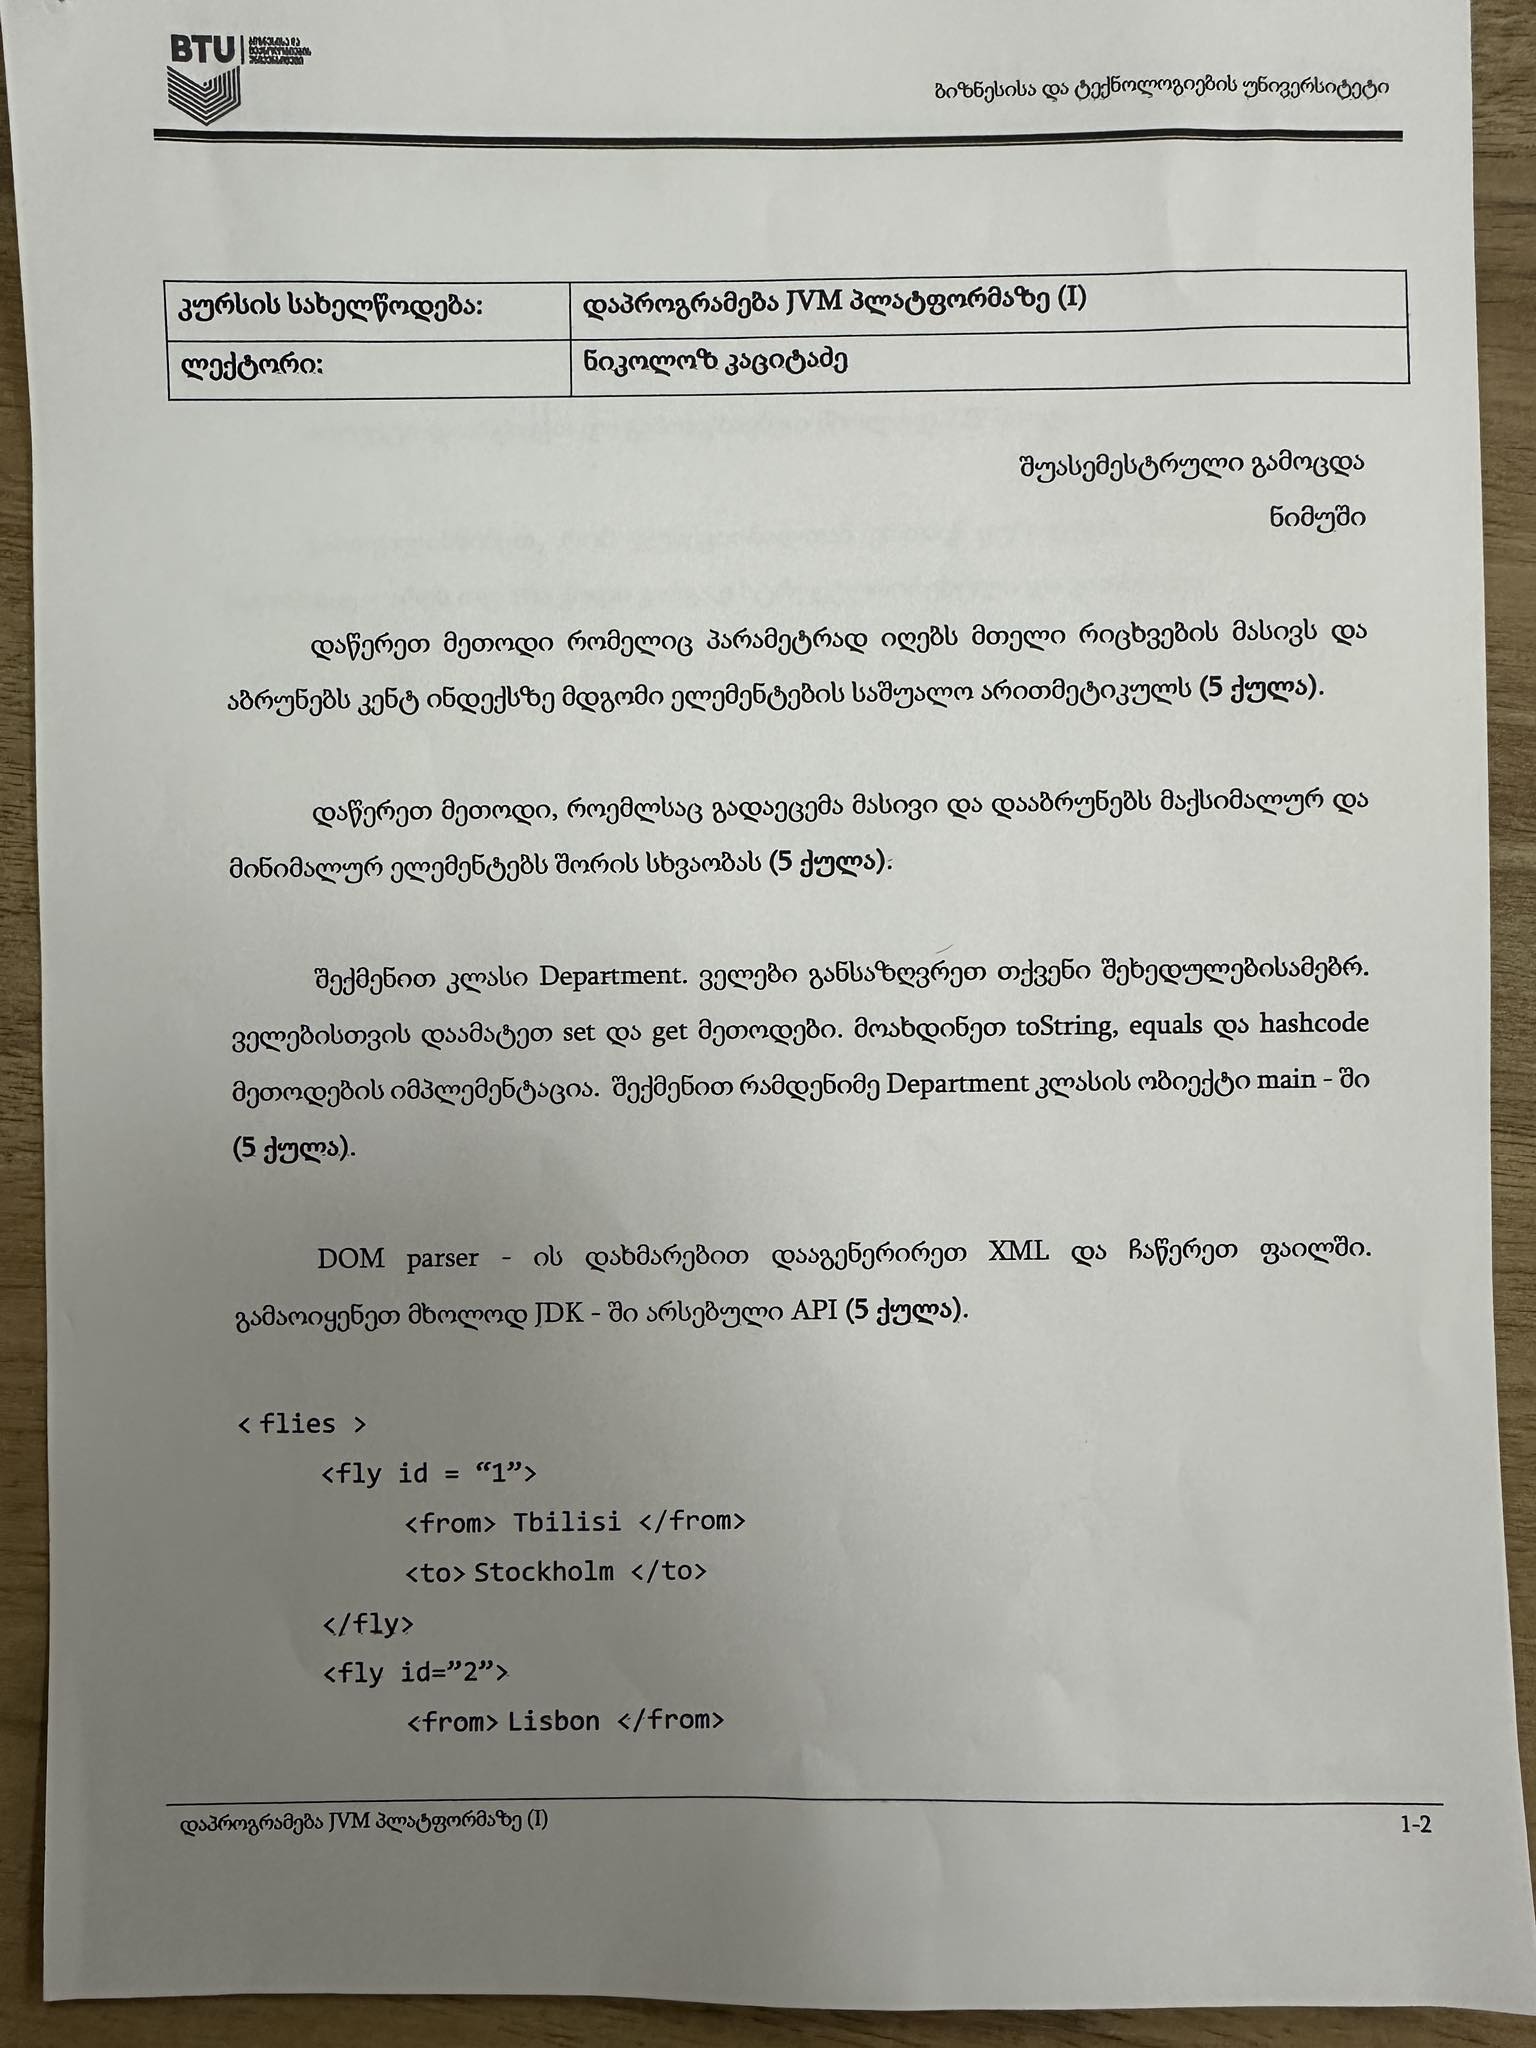 BTU ბიზნესისა და
ტექნოლოგიების
უნივერსიტეტი
ბიზნესისა და ტექნოლოგიების უნივერსიტეტი
კურსის სახელწოდება: დაპროგრამება JVM პლატფორმაზე (I)
ლექტორი: ნიკოლოზ კაციტაძე
შუასემესტრული გამოცდა
ნიმუში
დაწერეთ მეთოდი რომელიც პარამეტრად იღებს მთელი რიცხვების მასივს და
აბრუნებს კენტ ინდექსზე მდგომი ელემენტების საშუალო არითმეტიკულს (5 ქულა).
დაწერეთ მეთოდი, როემლსაც გადაეცემა მასივი და დააბრუნებს მაქსიმალურ და
მინიმალურ ელემენტებს შორის სხვაობას (5 ქულა).
შექმენით კლასი Department. ველები განსაზღვრეთ თქვენი შეხედულებისამებრ.
ველებისთვის დაამატეთ set და get მეთოდები. მოახდინეთ toString, equals და hashcode
მეთოდების იმპლემენტაცია. შექმენით რამდენიმე Department კლასის ობიექტი main - ში
(5 ქულა).
DOM parser - ის დახმარებით დააგენერირეთ XML და ჩაწერეთ ფაილში.
გამაოიყენეთ მხოლოდ JDK - ში არსებული API (5 ქულა).
< flies >
<fly id = “1”>
<from> Tbilisi </from>
<to> Stockholm </to>
</fly>
<fly id=”2”>
<from> Lisbon </from>
დაპროგრამება JVM პლატფორმაზე (I) 1-2